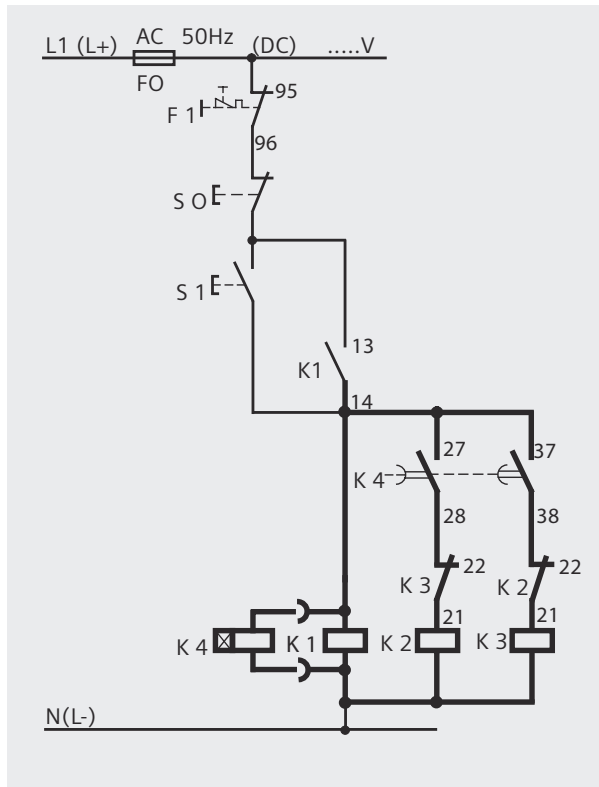 AC 50Hz
L1 (L+) (DC) .....V
FO
95
F 1
96
S O
S 1
13
K1
14
27 37
K 4
28 38
22 22
K 3 K 2
21 21
K 4 K 1 K 2 K 3
N(L-)